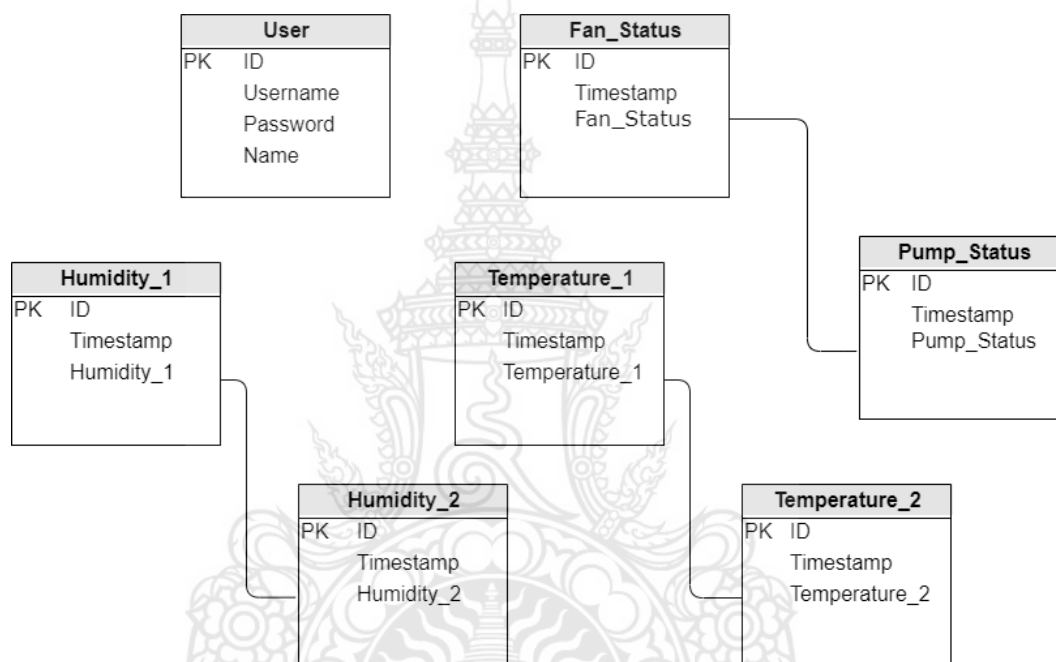 User
PK ID
Username
Password
Name
Fan_Status
PK ID
Timestamp
Fan_Status
Pump_Status
PK ID
Timestamp
Pump_Status
Humidity_1
PK ID
Timestamp
Humidity_1
Temperature_1
PK ID
Timestamp
Temperature_1
Humidity_2
PK ID
Timestamp
Humidity_2
Temperature_2
PK ID
Timestamp
Temperature_2